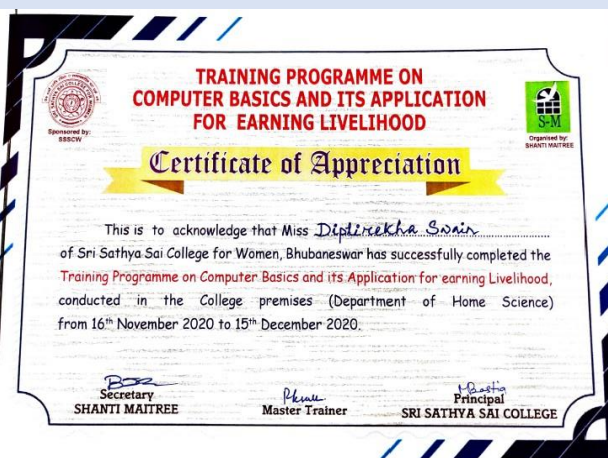 TRAINING PROGRAMME ON
COMPUTER BASICS AND ITS APPLICATION
FOR EARNING LIVELIHOOD
Sponsored by:
SSSCW
S-M
Organised by:
SHANTI MAITREE
Certificate of Appreciation
This is to acknowledge that Miss Diptirekha Swain
of Sri Sathya Sai College for Women, Bhubaneswar has successfully completed the
Training Programme on Computer Basics and its Application for earning Livelihood,
conducted in the College premises (Department of Home Science)
from 16th November 2020 to 15th December 2020.
Secretary
SHANTI MAITREE
Master Trainer
Principal
SRI SATHYA SAI COLLEGE